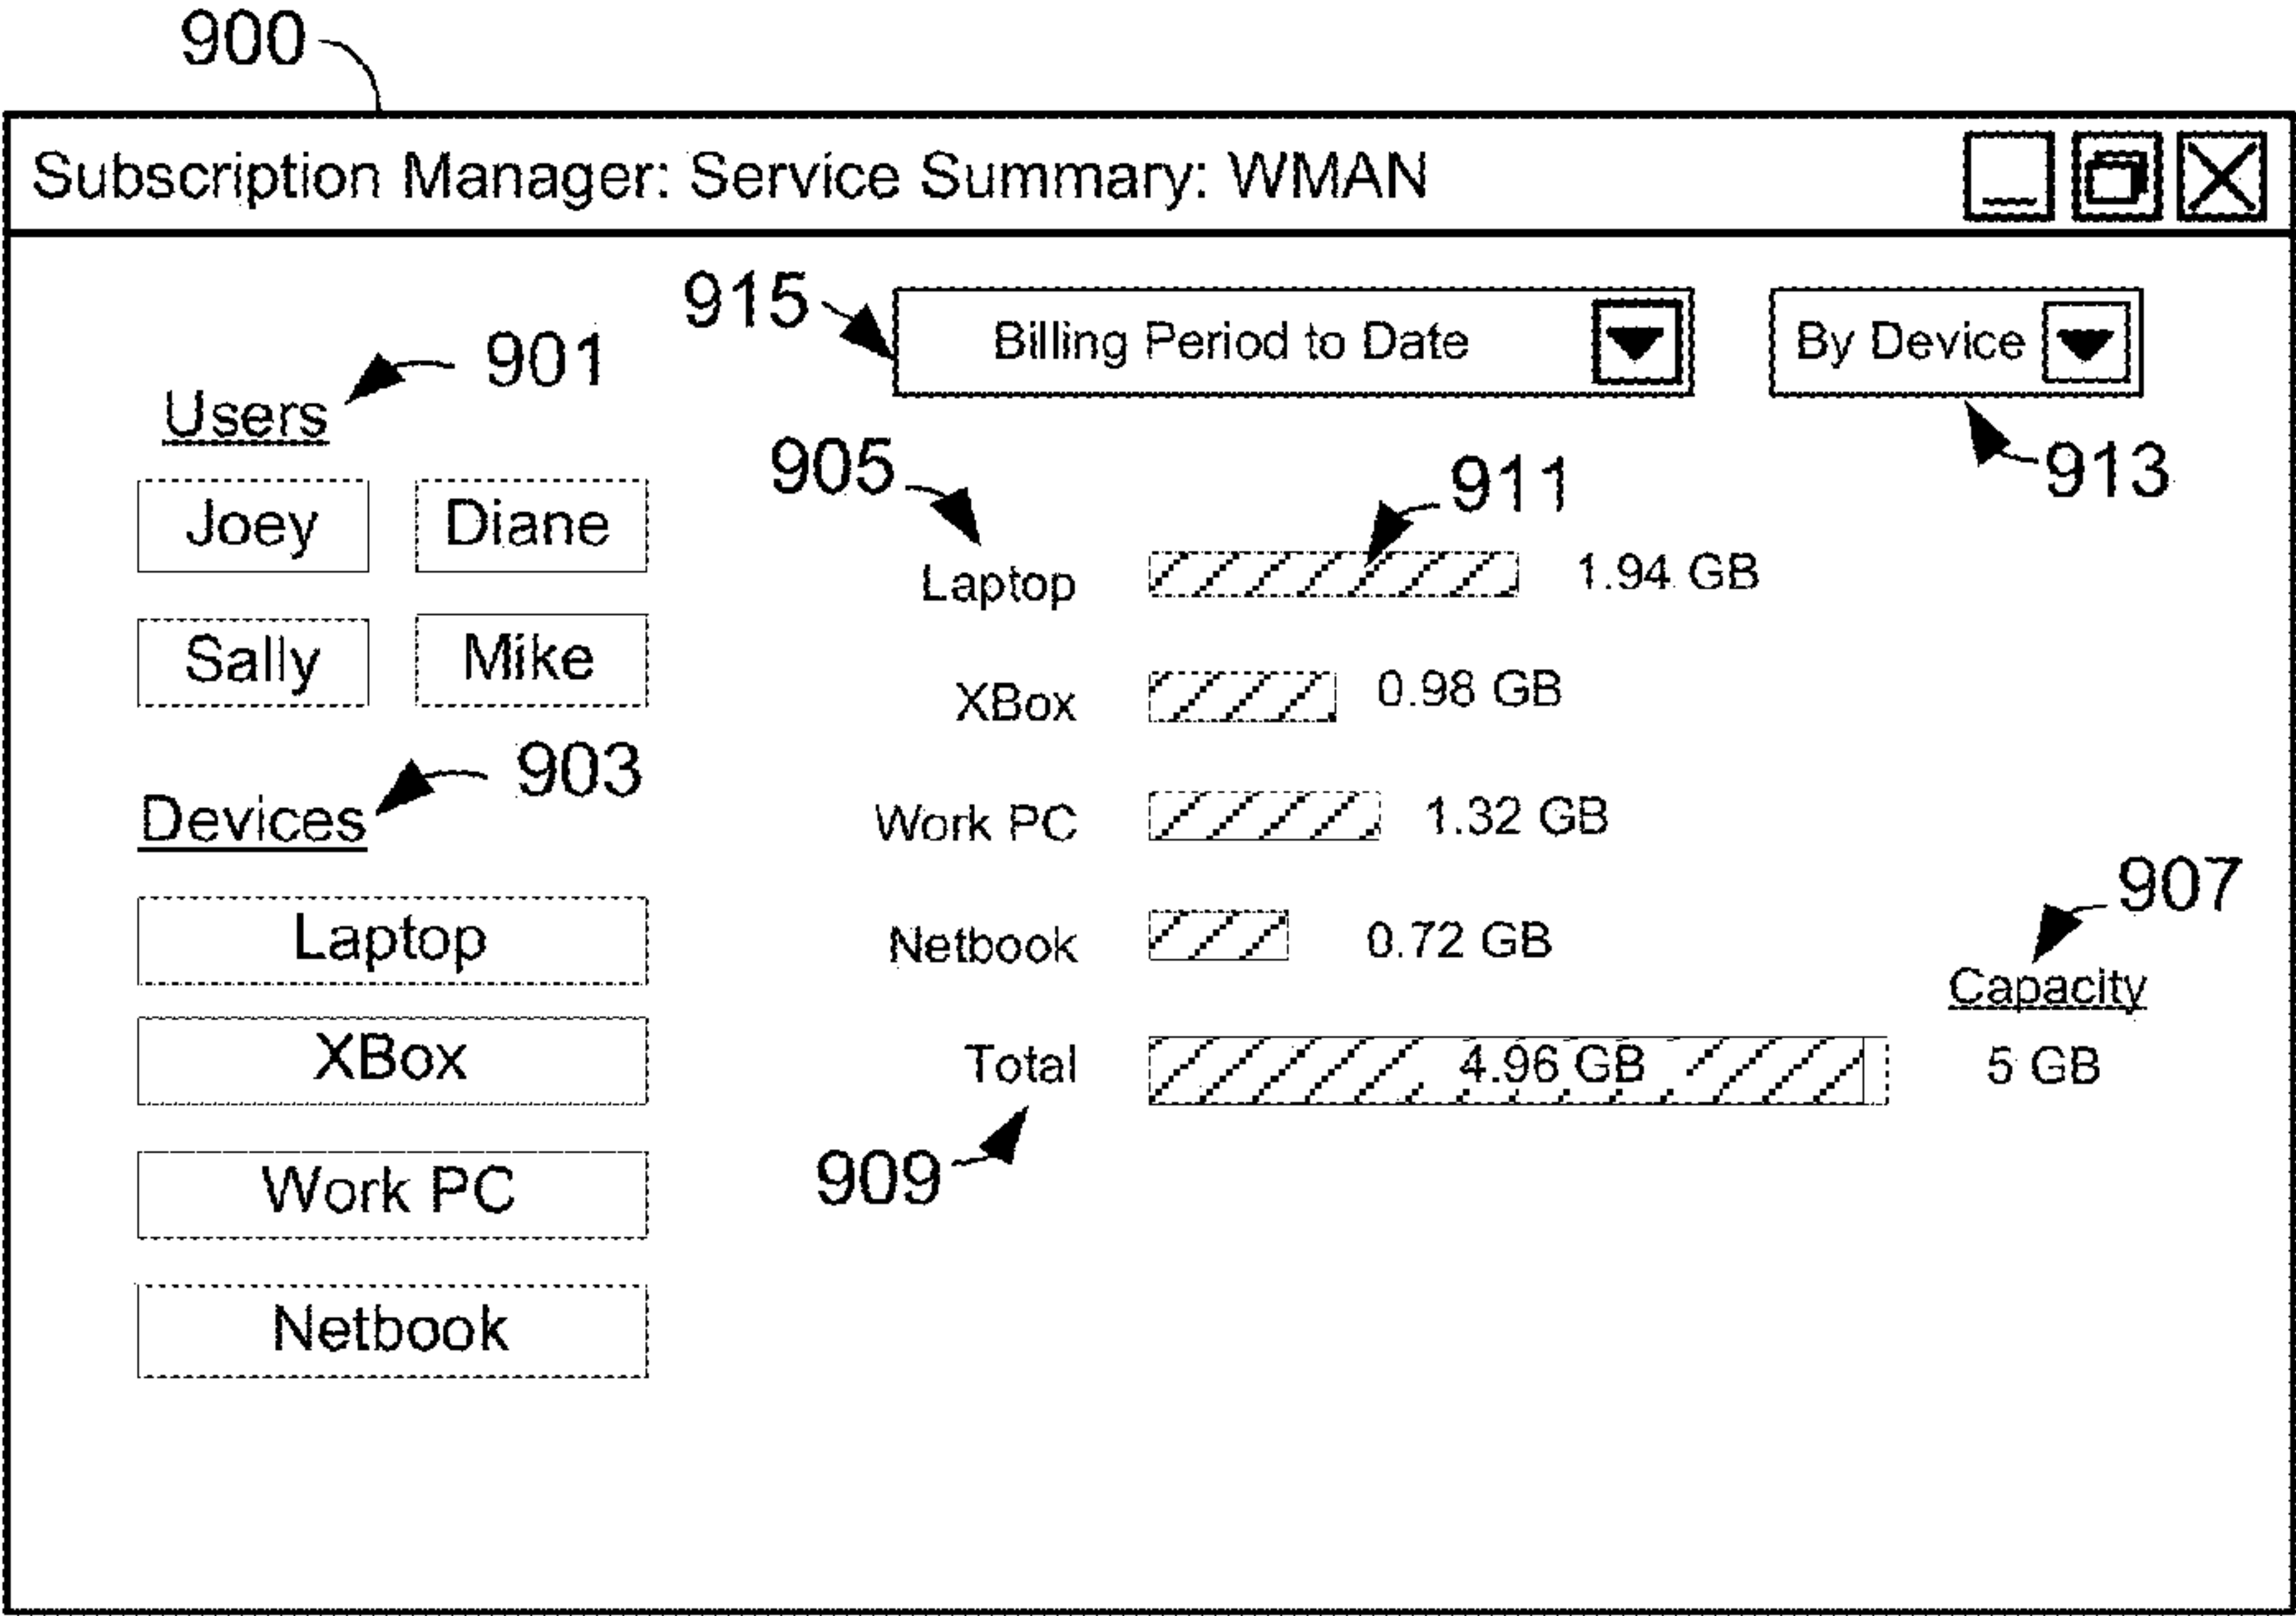 900
Subscription Manager: Service Summary: WMAN
915
Billing Period to Date
By Device
913
901
Users
Joey
Diane
Sally
Mike
903
Devices
Laptop
XBox
Work PC
Netbook
905
911
Laptop
1.94 GB
XBox
0.98 GB
Work PC
1.32 GB
Netbook
0.72 GB
907
Capacity
Total
4.96 GB
5 GB
909